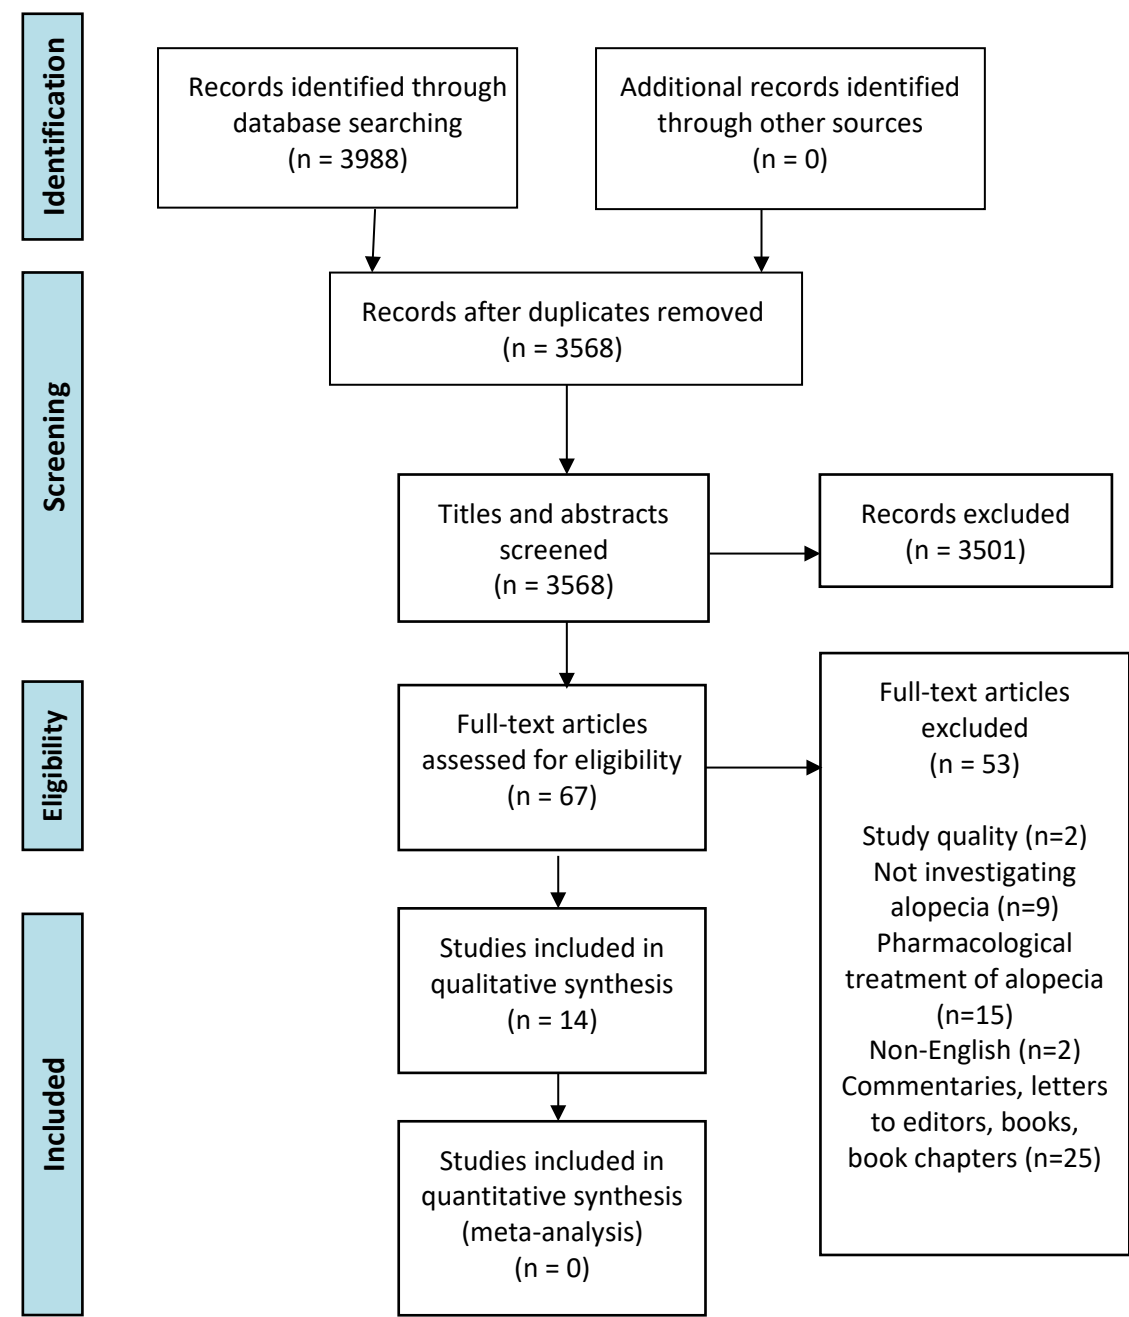 Identification
Records identified through
database searching
(n = 3988)
Additional records identified
through other sources
(n = 0)
Screening
Records after duplicates removed
(n = 3568)
Titles and abstracts
screened
(n = 3568)
Records excluded
(n = 3501)
Eligibility
Full-text articles
assessed for eligibility
(n = 67)
Full-text articles
excluded
(n = 53)
Study quality (n=2)
Not investigating
alopecia (n=9)
Pharmacological
treatment of alopecia
(n=15)
Non-English (n=2)
Commentaries, letters
to editors, books,
book chapters (n=25)
Included
Studies included in
qualitative synthesis
(n = 14)
Studies included in
quantitative synthesis
(meta-analysis)
(n = 0)